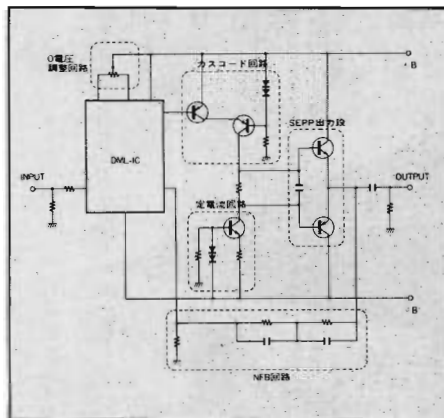 0電圧
調整回路
カスコード回路
+B
SEPP出力段
DML-IC
INPUT
OUTPUT
定電流回路
-B
NFB回路